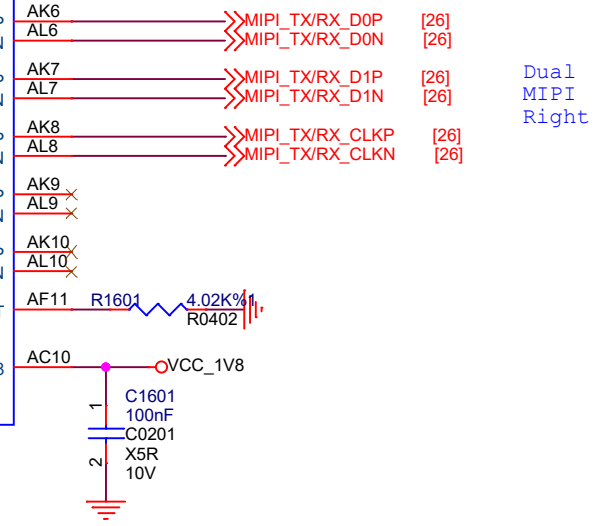 AK6 MIPI_TX/RX_D0P [26]
AL6 MIPI_TX/RX_D0N [26]
AK7 MIPI_TX/RX_D1P [26]
AL7 MIPI_TX/RX_D1N [26]
Dual
MIPI
Right
AK8 MIPI_TX/RX_CLKP [26]
AL8 MIPI_TX/RX_CLKN [26]
AK9
AL9
AK10
AL10
AF11 R1601 4.02K%1
R0402
AC10 VCC_1V8
1
C1601
100nF
C0201
X5R
10V
2